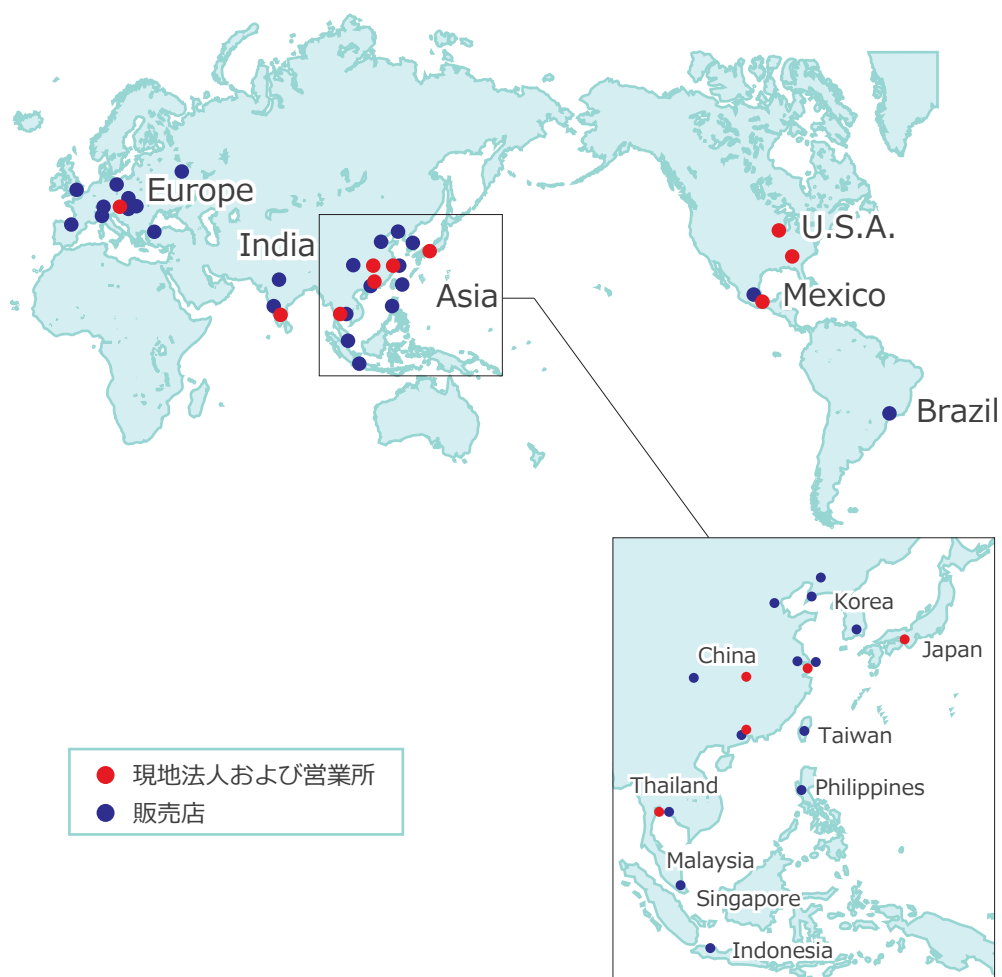 Europe
U.S.A.
India
Asia
Mexico
Brazil
Korea
Japan
China
Taiwan
Thailand
Philippines
Malaysia
Singapore
Indonesia
現地法人および営業所
販売店